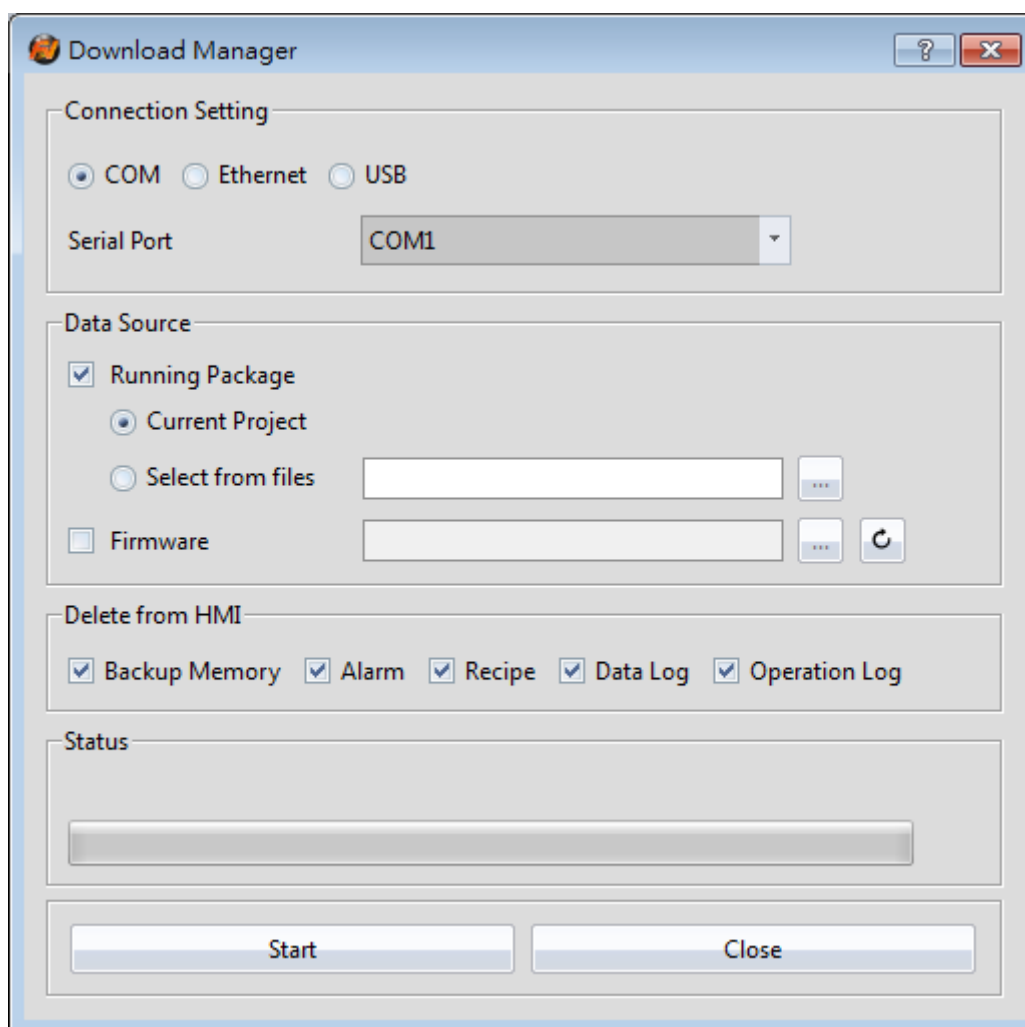 Download Manager
Connection Setting
COM Ethernet USB
Serial Port COM1
Data Source
Running Package
Current Project
Select from files ...
Firmware ...
Delete from HMI
Backup Memory Alarm Recipe Data Log Operation Log
Status
Start Close